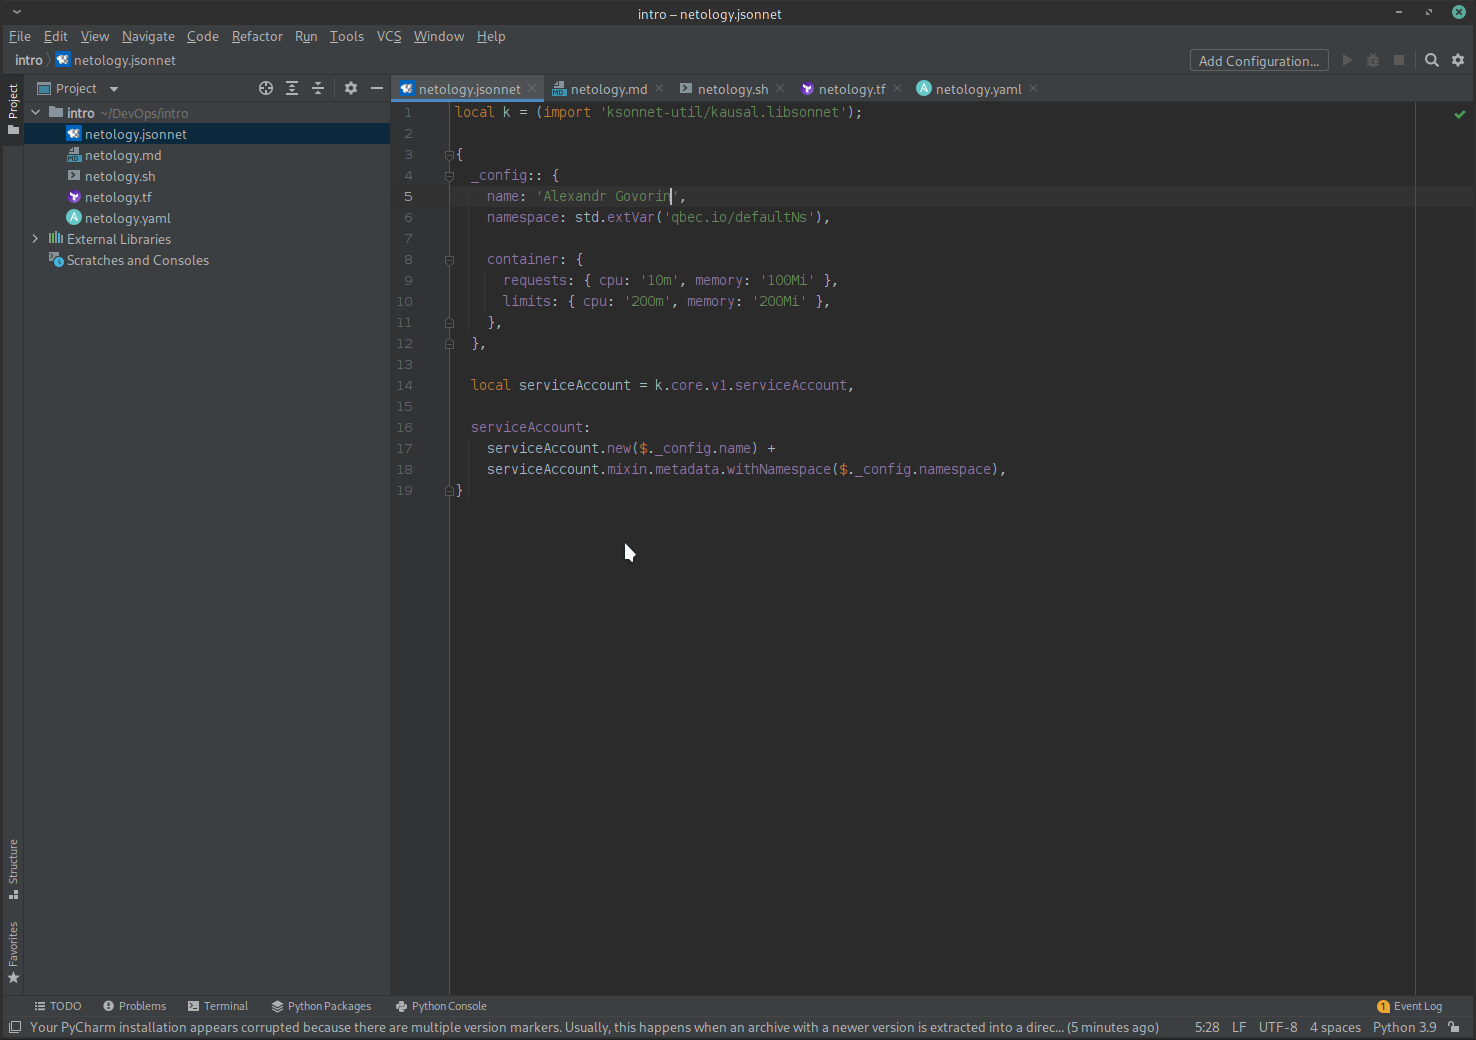 intro – netology.jsonnet
File Edit View Navigate Code Refactor Run Tools VCS Window Help
intro netology.jsonnet
Add Configuration...
Project
Project
intro ~/DevOps/intro
netology.jsonnet
netology.md
netology.sh
netology.tf
netology.yaml
External Libraries
Scratches and Consoles
netology.jsonnet netology.md netology.sh netology.tf netology.yaml
1 local k = (import 'ksonnet-util/kausal.libsonnet');
2
3 {
4 _config:: {
5 name: 'Alexandr Govorin',
6 namespace: std.extVar('qbec.io/defaultNs'),
7
8 container: {
9 requests: { cpu: '10m', memory: '100Mi' },
10 limits: { cpu: '200m', memory: '200Mi' },
11 },
12 },
13
14 local serviceAccount = k.core.v1.serviceAccount,
15
16 serviceAccount:
17 serviceAccount.new($._config.name) +
18 serviceAccount.mixin.metadata.withNamespace($._config.namespace),
19 }
Structure
Favorites
TODO Problems Terminal Python Packages Python Console
1 Event Log
Your PyCharm installation appears corrupted because there are multiple version markers. Usually, this happens when an archive with a newer version is extracted into a direc... (5 minutes ago)
5:28 LF UTF-8 4 spaces Python 3.9